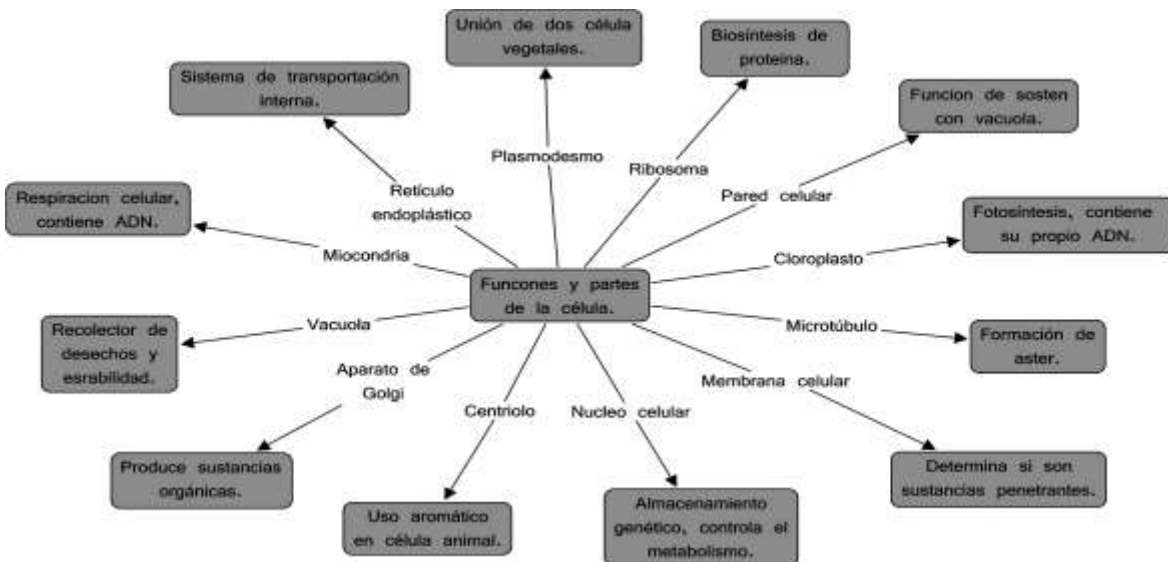 Unión de dos célula
vegetales.
Biosíntesis de
proteina.
Sistema de transportación
interna.
Funcion de sosten
con vacuola.
Plasmodesmo
Ribosoma
Retículo
endoplástico
Pared celular
Respiracion celular,
contiene ADN.
Fotosíntesis, contiene
su propio ADN.
Miocondria
Cloroplasto
Funcones y partes
de la célula.
Vacuola
Microtúbulo
Recolector de
desechos y
esrabilidad.
Formación de
aster.
Aparato de
Golgi
Membrana celular
Centriolo
Nucleo celular
Produce sustancias
orgánicas.
Determina si son
sustancias penetrantes.
Uso aromático
en célula animal.
Almacenamiento
genético, controla el
metabolismo.